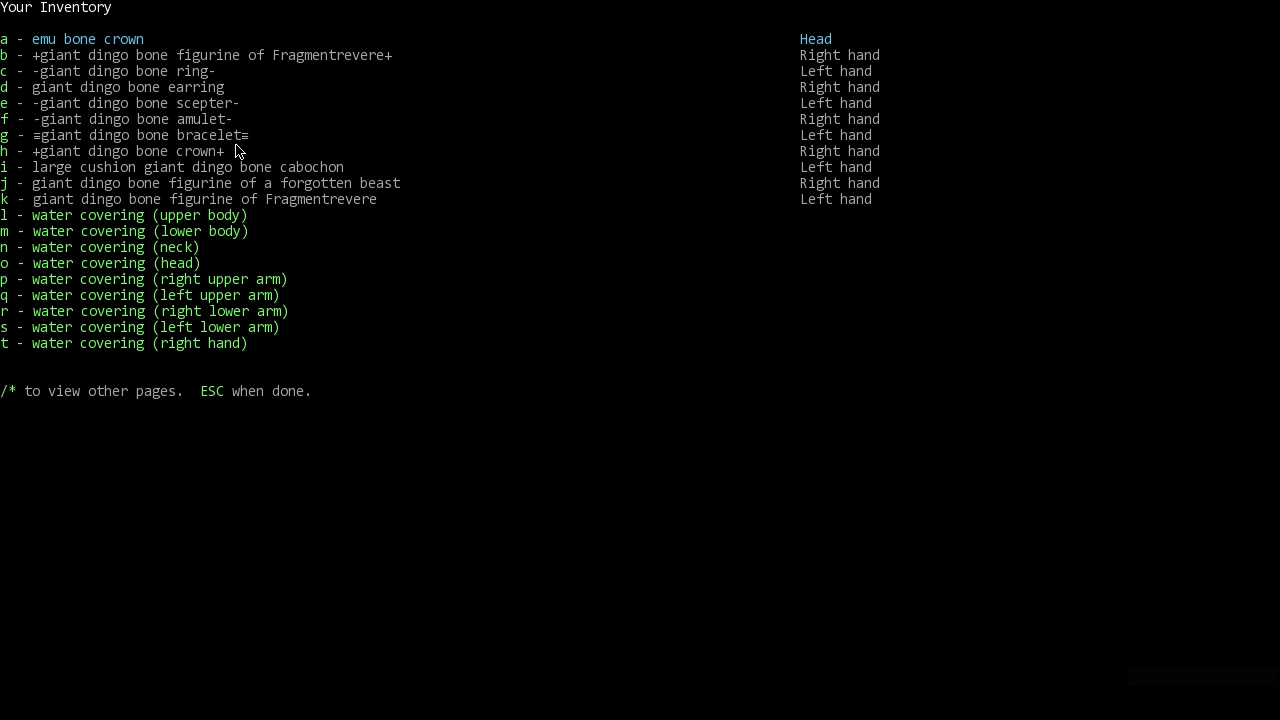 Your Inventory
a - emu bone crown Head
b - +giant dingo bone figurine of Fragmentrevere+ Right hand
c - -giant dingo bone ring- Left hand
d - giant dingo bone earring Right hand
e - -giant dingo bone scepter- Left hand
f - -giant dingo bone amulet- Right hand
g - ≡giant dingo bone bracelet≡ Left hand
h - +giant dingo bone crown+ Right hand
i - large cushion giant dingo bone cabochon Left hand
j - giant dingo bone figurine of a forgotten beast Right hand
k - giant dingo bone figurine of Fragmentrevere Left hand
l - water covering (upper body)
m - water covering (lower body)
n - water covering (neck)
o - water covering (head)
p - water covering (right upper arm)
q - water covering (left upper arm)
r - water covering (right lower arm)
s - water covering (left lower arm)
t - water covering (right hand)
/* to view other pages.  ESC when done.